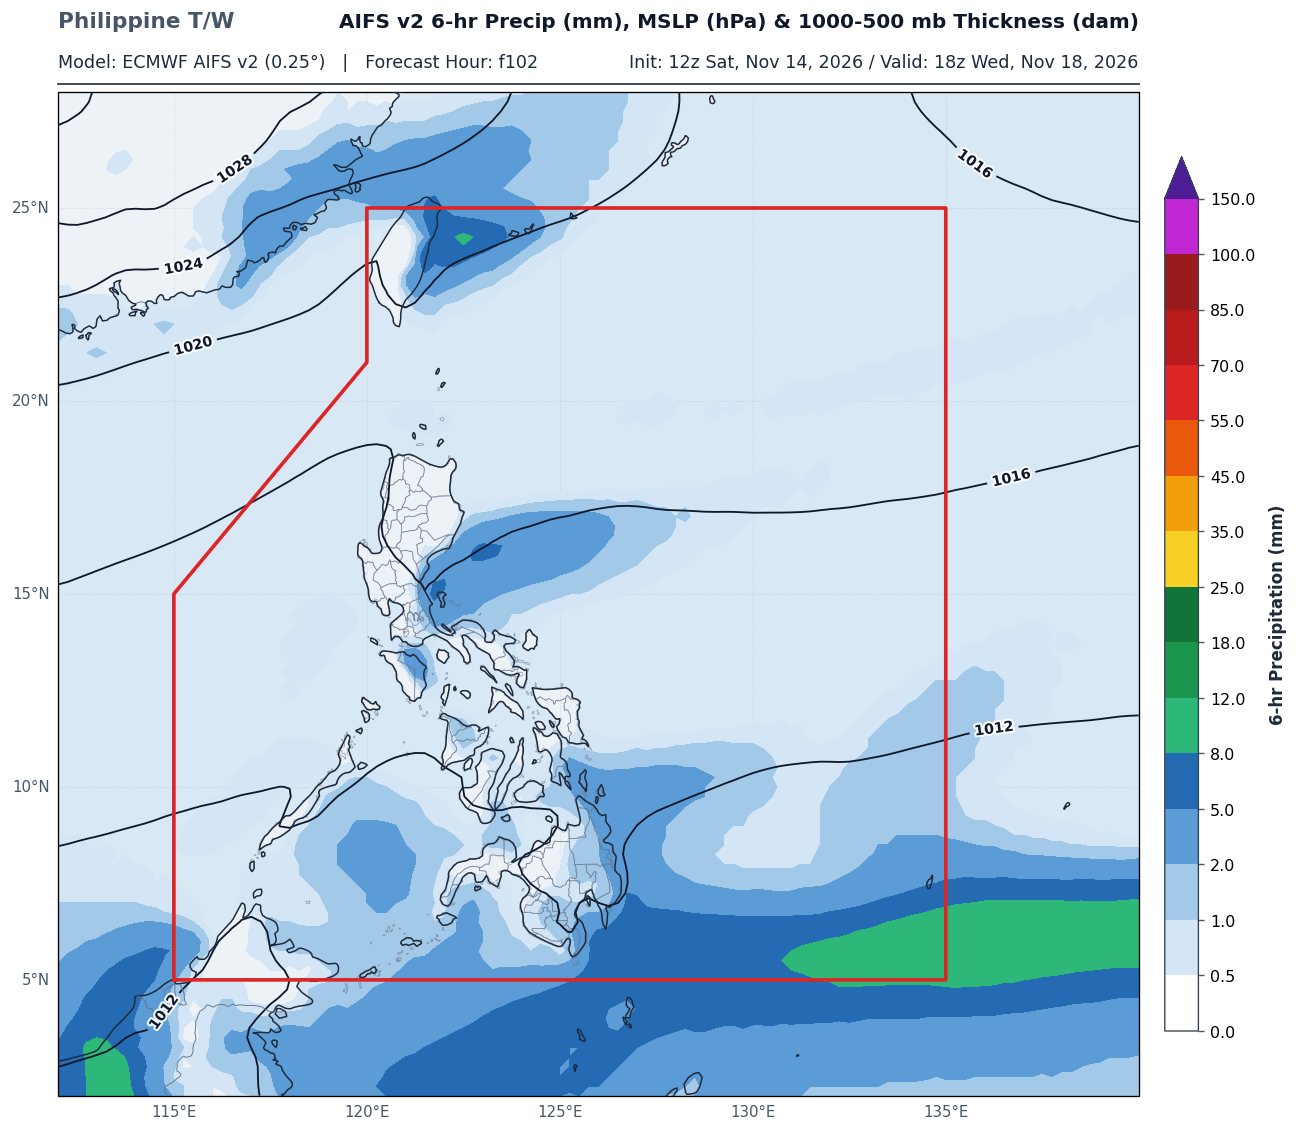 Philippine T/W
AIFS v2 6-hr Precip (mm), MSLP (hPa) & 1000-500 mb Thickness (dam)
Model: ECMWF AIFS v2 (0.25°)   |   Forecast Hour: f102
Init: 12z Sat, Nov 14, 2026 / Valid: 18z Wed, Nov 18, 2026
1028
1016
1024
1020
1016
1012
1012
25°N
20°N
15°N
10°N
5°N
115°E
120°E
125°E
130°E
135°E
150.0
100.0
85.0
70.0
55.0
45.0
35.0
25.0
18.0
12.0
8.0
5.0
2.0
1.0
0.5
0.0
6-hr Precipitation (mm)